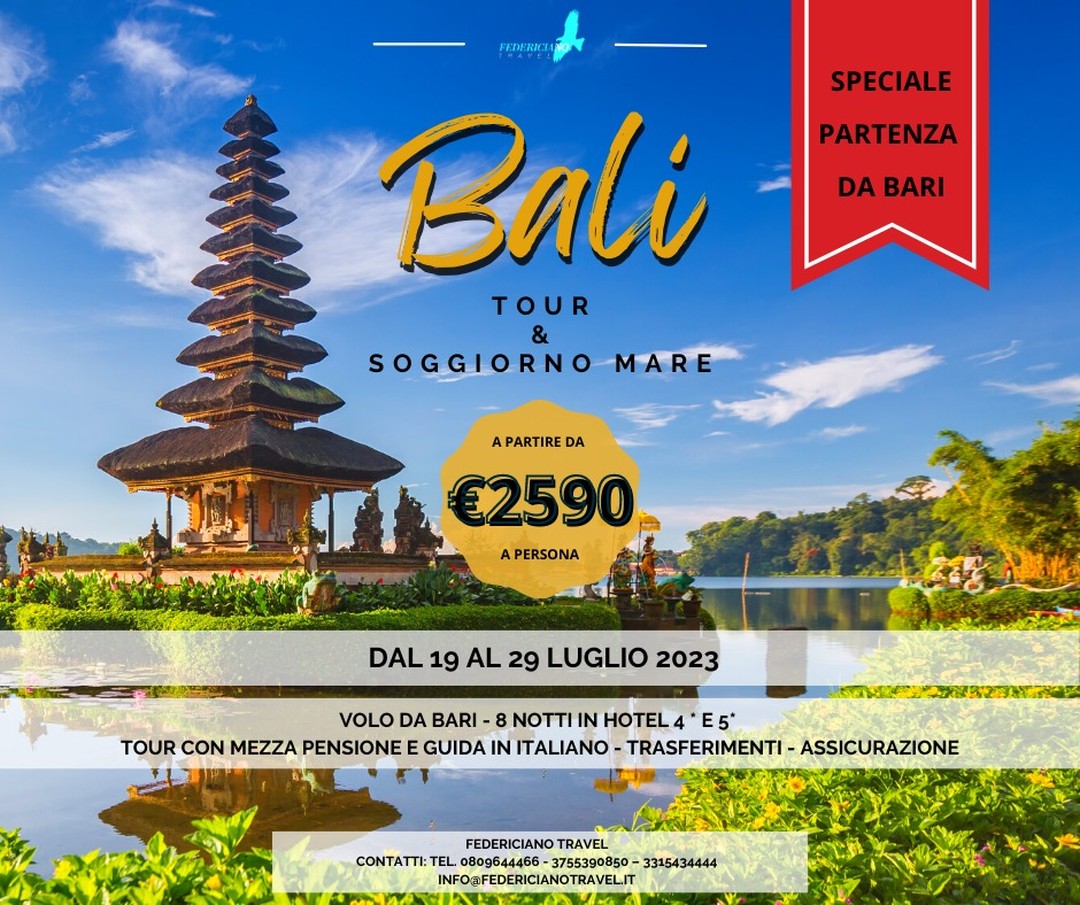 FEDERICIANO
TRAVEL
SPECIALE
PARTENZA
DA BARI
Bali
TOUR
&
SOGGIORNO MARE
A PARTIRE DA
€2590
A PERSONA
DAL 19 AL 29 LUGLIO 2023
VOLO DA BARI - 8 NOTTI IN HOTEL 4 * E 5*
TOUR CON MEZZA PENSIONE E GUIDA IN ITALIANO - TRASFERIMENTI - ASSICURAZIONE
FEDERICIANO TRAVEL
CONTATTI: TEL. 0809644466 - 3755390850 – 3315434444
INFO@FEDERICIANOTRAVEL.IT